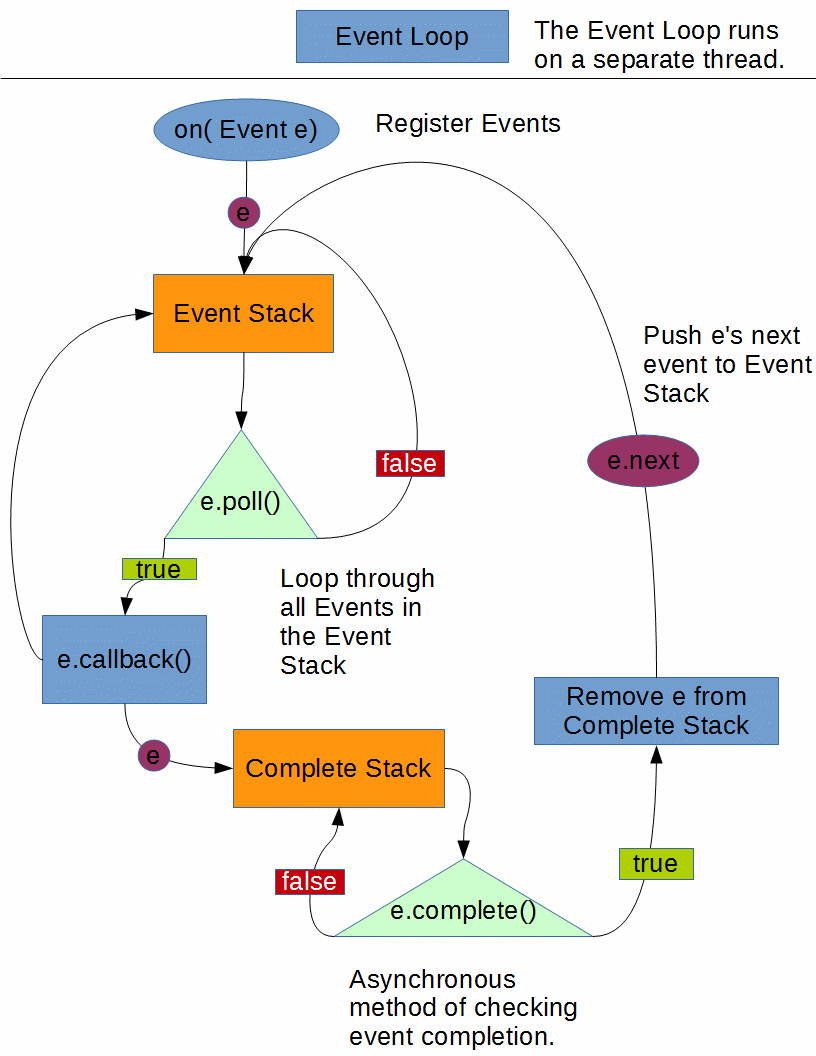 Event Loop
The Event Loop runs
on a separate thread.
on( Event e)
Register Events
e
Event Stack
Push e's next
event to Event
Stack
false
e.next
e.poll()
true
Loop through
all Events in
the Event
Stack
e.callback()
Remove e from
Complete Stack
e
Complete Stack
false
true
e.complete()
Asynchronous
method of checking
event completion.